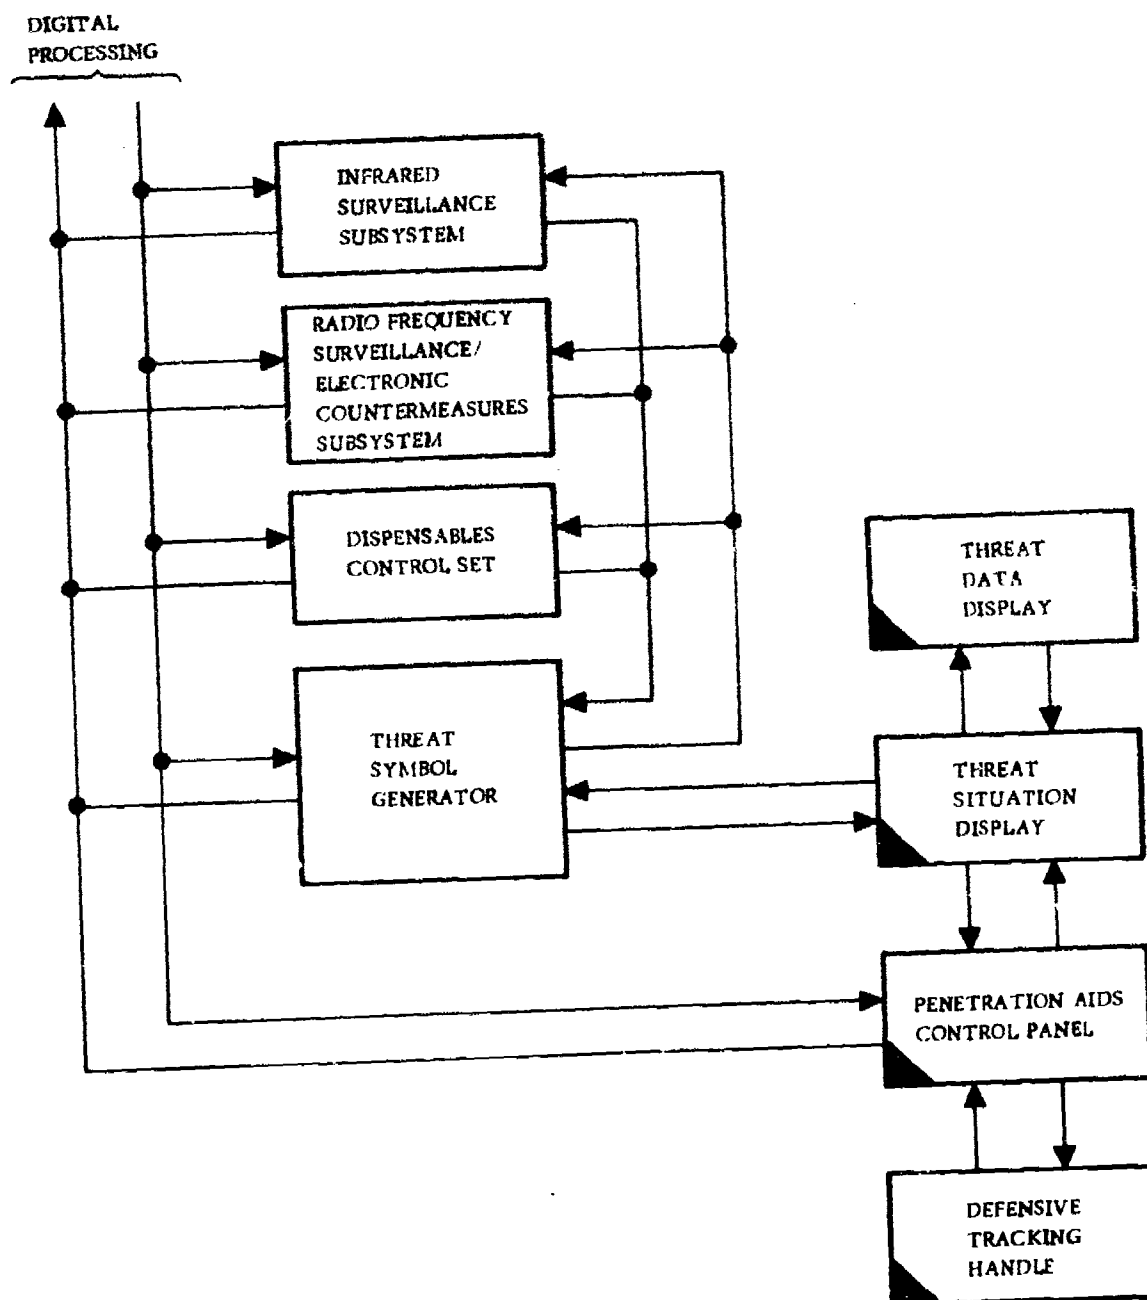 DIGITAL
PROCESSING
INFRARED
SURVEILLANCE
SUBSYSTEM
RADIO FREQUENCY
SURVEILLANCE/
ELECTRONIC
COUNTERMEASURES
SUBSYSTEM
DISPENSABLES
CONTROL SET
THREAT
SYMBOL
GENERATOR
THREAT
DATA
DISPLAY
THREAT
SITUATION
DISPLAY
PENETRATION AIDS
CONTROL PANEL
DEFENSIVE
TRACKING
HANDLE